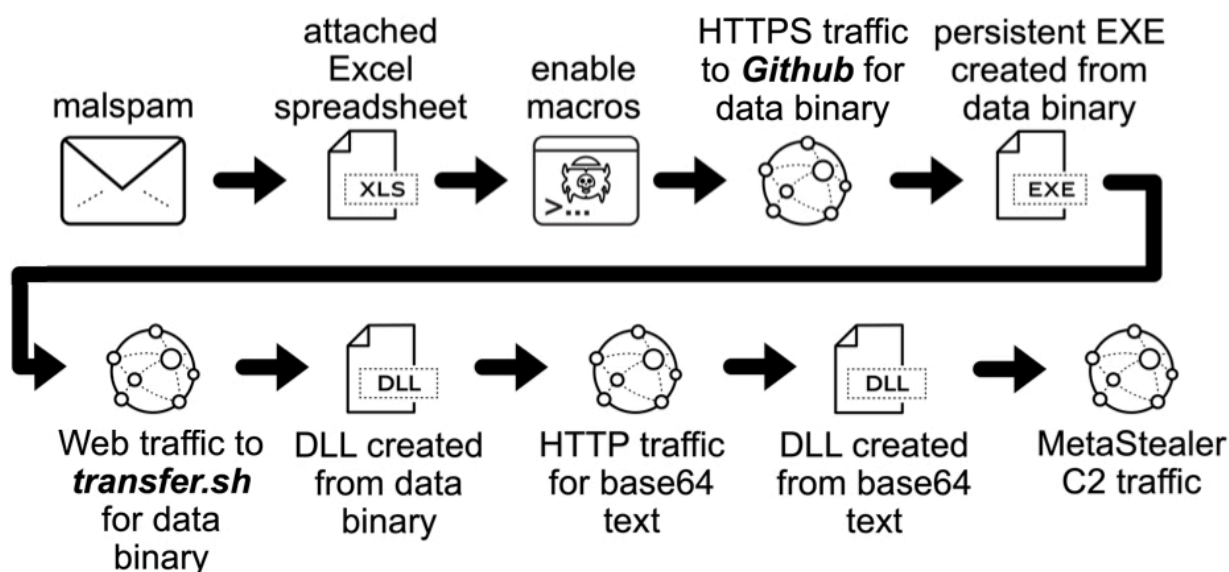 malspam
attached
Excel
spreadsheet
XLS
enable
macros
>...
HTTPS traffic
to Github for
data binary
persistent EXE
created from
data binary
EXE
Web traffic to
transfer.sh
for data
binary
DLL
DLL created
from data
binary
HTTP traffic
for base64
text
DLL
DLL created
from base64
text
MetaStealer
C2 traffic